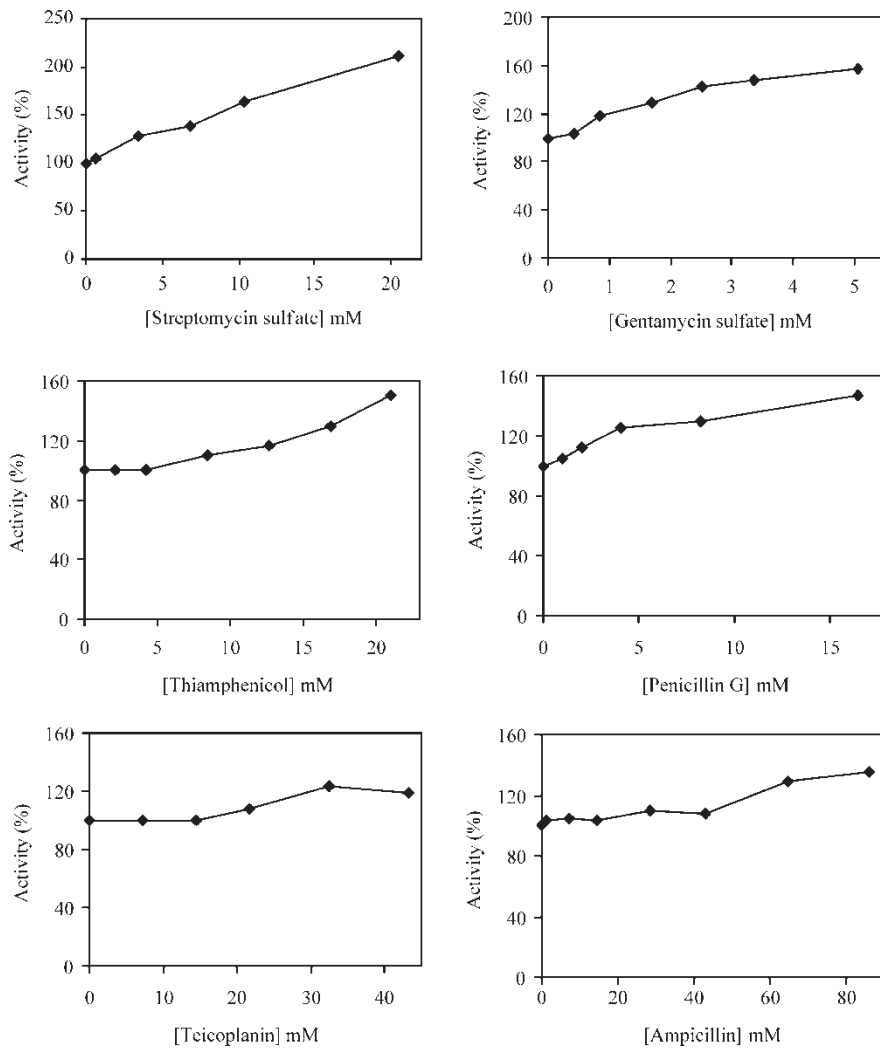 250
200
150
100
50
0
Activity (%)
0 5 10 15 20
[Streptomycin sulfate] mM
200
160
120
80
40
0
Activity (%)
0 1 2 3 4 5
[Gentamycin sulfate] mM
160
120
80
40
0
Activity (%)
0 5 10 15 20
[Thiamphenicol] mM
160
120
80
40
0
Activity (%)
0 5 10 15
[Penicillin G] mM
160
120
80
40
0
Activity (%)
0 10 20 30 40
[Teicoplanin] mM
160
120
80
40
0
Activity (%)
0 20 40 60 80
[Ampicillin] mM